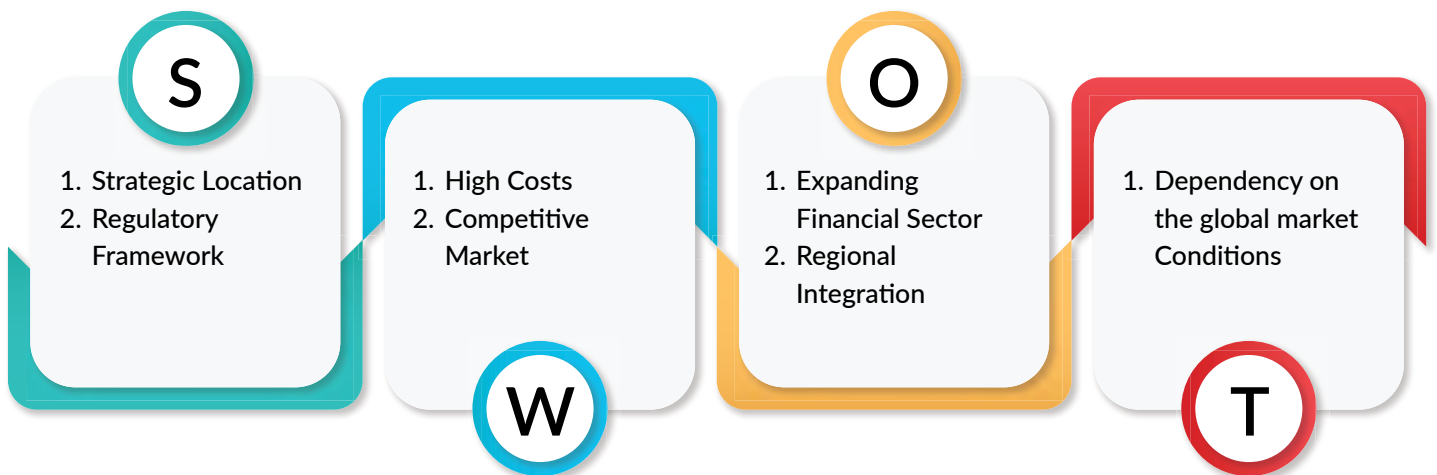 S
1. Strategic Location
2. Regulatory
Framework
W
1. High Costs
2. Competitive
Market
O
1. Expanding
Financial Sector
2. Regional
Integration
T
1. Dependency on
the global market
Conditions